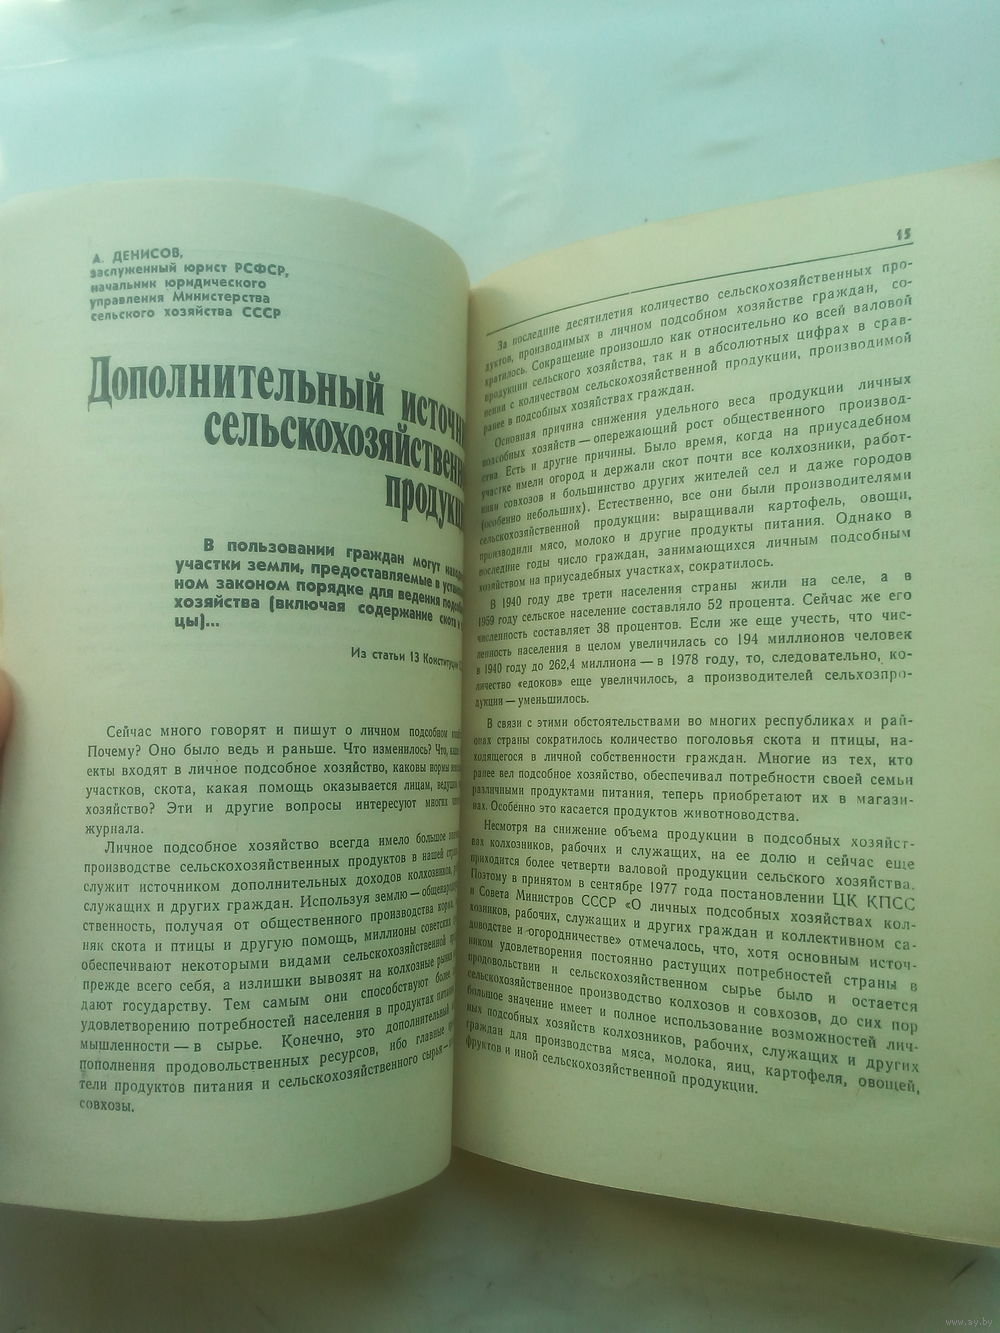 А. ДЕНИСОВ,
заслуженный юрист РСФСР,
начальник юридического
управления Министерства
сельского хозяйства СССР
Дополнительный
сельскохозяйственн
продукц
В пользовании граждан могут
участки земли, предоставляемые в
ном законом порядке для ведения
хозяйства (включая содержание скота и
цы)...
Из статьи 13 Конституции
Сейчас много говорят и пишут о личном подсобном
Почему? Оно было ведь и раньше. Что изменилось? Что,
екты входят в личное подсобное хозяйство, каковы нормы
участков, скота, какая помощь оказывается лицам,
хозяйство? Эти и другие вопросы интересуют многих
журнала.
Личное подсобное хозяйство всегда имело большое
производстве сельскохозяйственных продуктов в нашей
служит источником дополнительных доходов колхозников,
служащих и других граждан. Используя землю —
ственность, получая от общественного производства корма,
няк скота и птицы и другую помощь, миллионы советских
обеспечивают некоторыми видами сельскохозяйственной
прежде всего себя, а излишки вывозят на колхозные рынки
дают государству. Тем самым они способствуют более
удовлетворению потребностей населения в продуктах питания
мышленности — в сырье. Конечно, это дополнительный
пополнения продовольственных ресурсов, ибо главные
тели продуктов питания и сельскохозяйственного сырья —
совхозы.
15
За последние десятилетия количество сельскохозяйственных про-
дуктов, производимых в личном подсобном хозяйстве граждан, со-
кратилось. Сокращение произошло как относительно ко всей валовой
продукции сельского хозяйства, так и в абсолютных цифрах в срав-
нении с количеством сельскохозяйственной продукции, производимой
ранее в подсобных хозяйствах граждан.
Основная причина снижения удельного веса продукции личных
подсобных хозяйств — опережающий рост общественного производ-
ства. Есть и другие причины. Было время, когда на приусадебном
участке имели огород и держали скот почти все колхозники, работ-
ники совхозов и большинство других жителей сел и даже городов
(особенно небольших). Естественно, все они были производителями
сельскохозяйственной продукции: выращивали картофель, овощи,
производили мясо, молоко и другие продукты питания. Однако в
последние годы число граждан, занимающихся личным подсобным
хозяйством на приусадебных участках, сократилось.
В 1940 году две трети населения страны жили на селе, а в
1959 году сельское население составляло 52 процента. Сейчас же его
численность составляет 38 процентов. Если же еще учесть, что чис-
ленность населения в целом увеличилась со 194 миллионов человек
в 1940 году до 262,4 миллиона — в 1978 году, то, следовательно, ко-
личество «едоков» еще увеличилось, а производителей сельхозпро-
дукции — уменьшилось.
В связи с этими обстоятельствами во многих республиках и рай-
онах страны сократилось количество поголовья скота и птицы, на-
ходящегося в личной собственности граждан. Многие из тех, кто
ранее вел подсобное хозяйство, обеспечивал потребности своей семьи
различными продуктами питания, теперь приобретают их в магази-
нах. Особенно это касается продуктов животноводства.
Несмотря на снижение объема продукции в подсобных хозяйст-
вах колхозников, рабочих и служащих, на ее долю и сейчас еще
приходится более четверти валовой продукции сельского хозяйства.
Поэтому в принятом в сентябре 1977 года постановлении ЦК КПСС
и Совета Министров СССР «О личных подсобных хозяйствах кол-
хозников, рабочих, служащих и других граждан и коллективном са-
доводстве и огородничестве» отмечалось, что, хотя основным источ-
ником удовлетворения постоянно растущих потребностей страны в
продовольствии и сельскохозяйственном сырье было и остается
сельскохозяйственное производство колхозов и совхозов, до сих пор
большое значение имеет и полное использование возможностей лич-
ных подсобных хозяйств колхозников, рабочих, служащих и других
граждан для производства мяса, молока, яиц, картофеля, овощей,
фруктов и иной сельскохозяйственной продукции.
www.ay.by